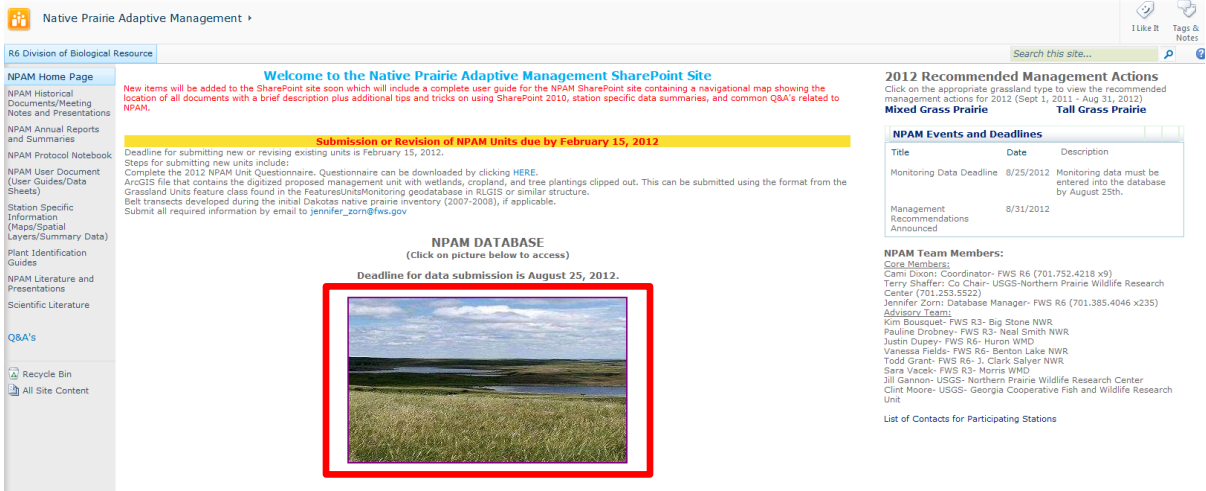 Native Prairie Adaptive Management
I Like It
Tags &
Notes
R6 Division of Biological Resource
Search this site...
NPAM Home Page
NPAM Historical
Documents/Meeting
Notes and Presentations
NPAM Annual Reports
and Summaries
NPAM Protocol Notebook
NPAM User Document
(User Guides/Data
Sheets)
Station Specific
Information
(Maps/Spatial
Layers/Summary Data)
Plant Identification
Guides
NPAM Literature and
Presentations
Scientific Literature
Q&A's
Recycle Bin
All Site Content
Welcome to the Native Prairie Adaptive Management SharePoint Site
New items will be added to the SharePoint site soon which will include a complete user guide for the NPAM SharePoint site containing a navigational map showing the
location of all documents with a brief description plus additional tips and tricks on using SharePoint 2010, station specific data summaries, and common Q&A's related to
NPAM.
Submission or Revision of NPAM Units due by February 15, 2012
Deadline for submitting new or revising existing units is February 15, 2012.
Steps for submitting new units include:
Complete the 2012 NPAM Unit Questionnaire. Questionnaire can be downloaded by clicking HERE.
ArcGIS file that contains the digitized proposed management unit with wetlands, cropland, and tree plantings clipped out. This can be submitted using the format from the
Grassland Units feature class found in the FeaturesUnitsMonitoring geodatabase in RLGIS or similar structure.
Belt transects developed during the initial Dakotas native prairie inventory (2007-2008), if applicable.
Submit all required information by email to jennifer_zorn@fws.gov
NPAM DATABASE
(Click on picture below to access)
Deadline for data submission is August 25, 2012.
2012 Recommended Management Actions
Click on the appropriate grassland type to view the recommended
management actions for 2012 (Sept 1, 2011 - Aug 31, 2012)
Mixed Grass Prairie Tall Grass Prairie
NPAM Events and Deadlines
Title Date Description
Monitoring Data Deadline 8/25/2012 Monitoring data must be
entered into the database
by August 25th.
Management 8/31/2012
Recommendations
Announced
NPAM Team Members:
Core Members:
Cami Dixon: Coordinator- FWS R6 (701.752.4218 x9)
Terry Shaffer: Co Chair- USGS-Northern Prairie Wildlife Research
Center (701.253.5522)
Jennifer Zorn: Database Manager- FWS R6 (701.385.4046 x235)
Advisory Team:
Kim Bousquet- FWS R3- Big Stone NWR
Pauline Drobney- FWS R3- Neal Smith NWR
Justin Dupey- FWS R6- Huron WMD
Vanessa Fields- FWS R6- Benton Lake NWR
Todd Grant- FWS R6- J. Clark Salyer NWR
Sara Vacek- FWS R3- Morris WMD
Jill Gannon- USGS- Northern Prairie Wildlife Research Center
Clint Moore- USGS- Georgia Cooperative Fish and Wildlife Research
Unit
List of Contacts for Participating Stations